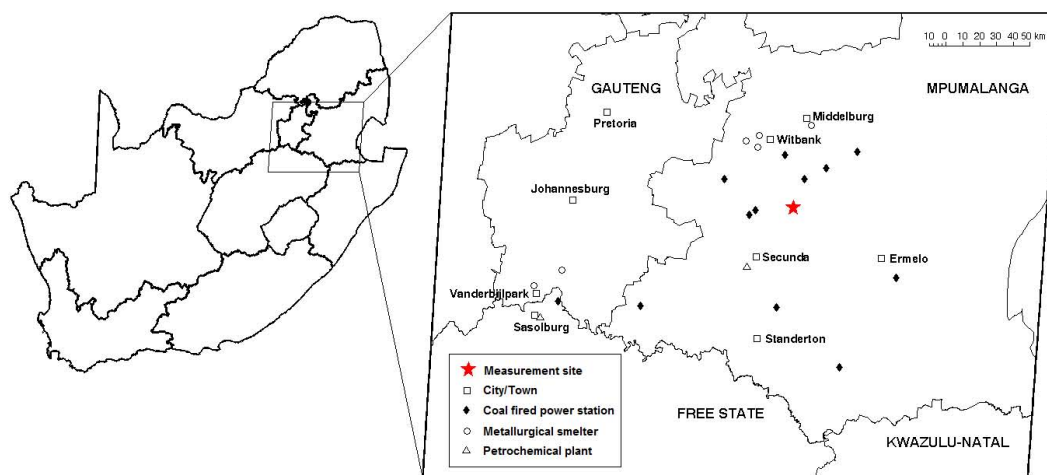 10 0 10 20 40 50 km
GAUTENG
MPUMALANGA
Pretoria
Middelburg
Witbank
Johannesburg
Secunda
Ermelo
Vanderbijlpark
Sasolburg
Standerton
Measurement site
City/Town
Coal fired power station
Metallurgical smelter
Petrochemical plant
FREE STATE
KWAZULU-NATAL